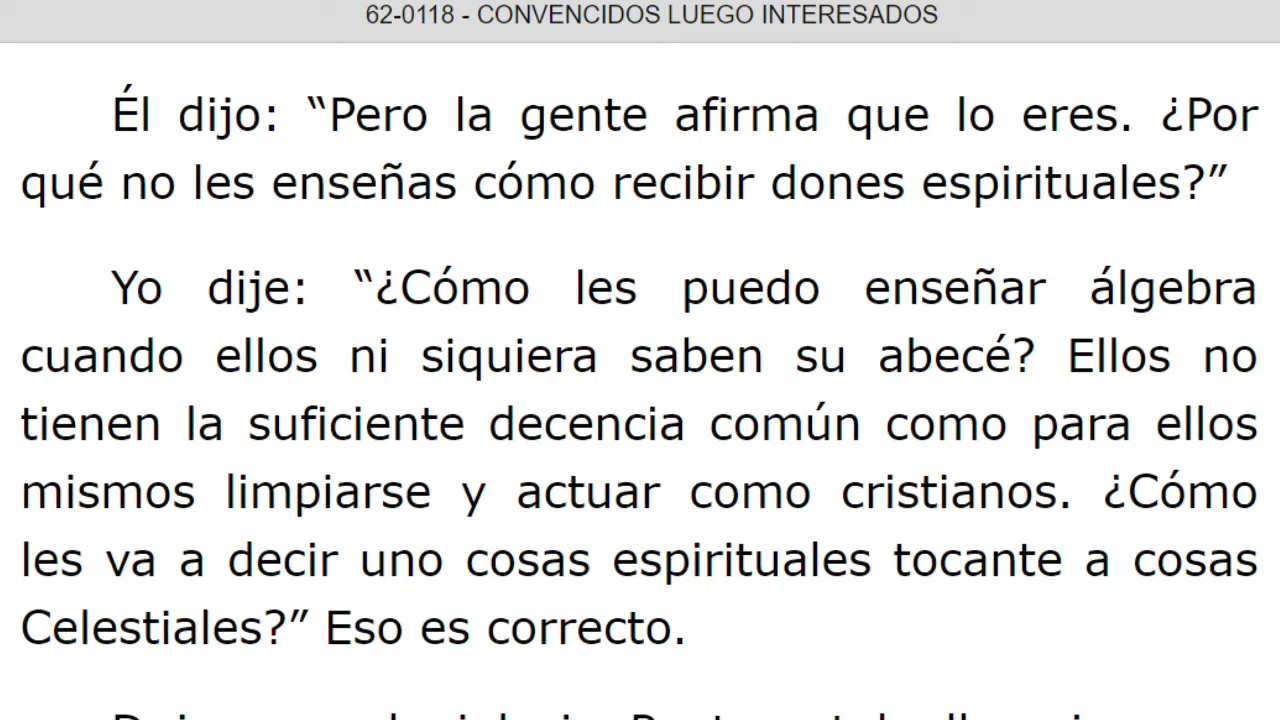 62-0118 - CONVENCIDOS LUEGO INTERESADOS
Él dijo: “Pero la gente afirma que lo eres. ¿Por
qué no les enseñas cómo recibir dones espirituales?”
Yo dije: “¿Cómo les puedo enseñar álgebra
cuando ellos ni siquiera saben su abecé? Ellos no
tienen la suficiente decencia común como para ellos
mismos limpiarse y actuar como cristianos. ¿Cómo
les va a decir uno cosas espirituales tocante a cosas
Celestiales?” Eso es correcto.